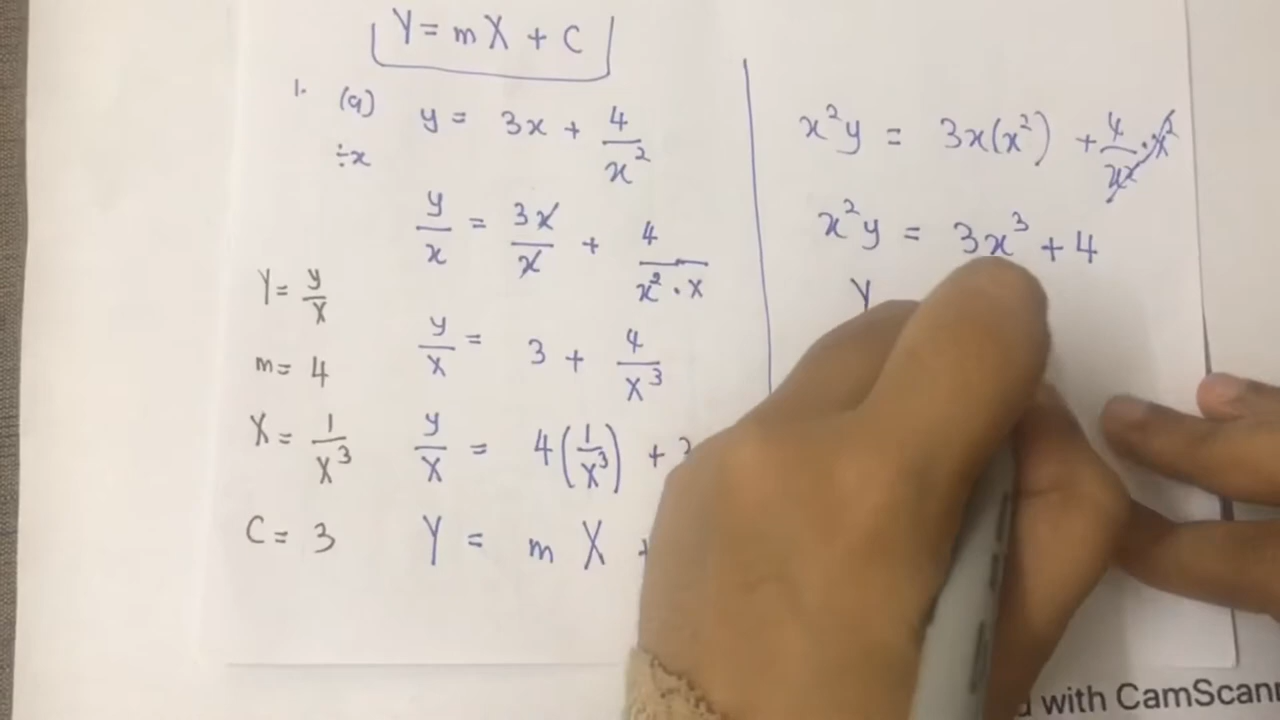 Y = mX + C
1. (a) y = 3x + 4/x²
÷x
y/x = 3x/x + 4/x²·x
y/x = 3 + 4/x³
y/x = 4(1/x³) +
Y = m X +
Y = y/x
m = 4
X = 1/x³
C = 3
x²y = 3x(x²) + 4/x²·x²
x²y = 3x³ + 4
Y
with CamScann